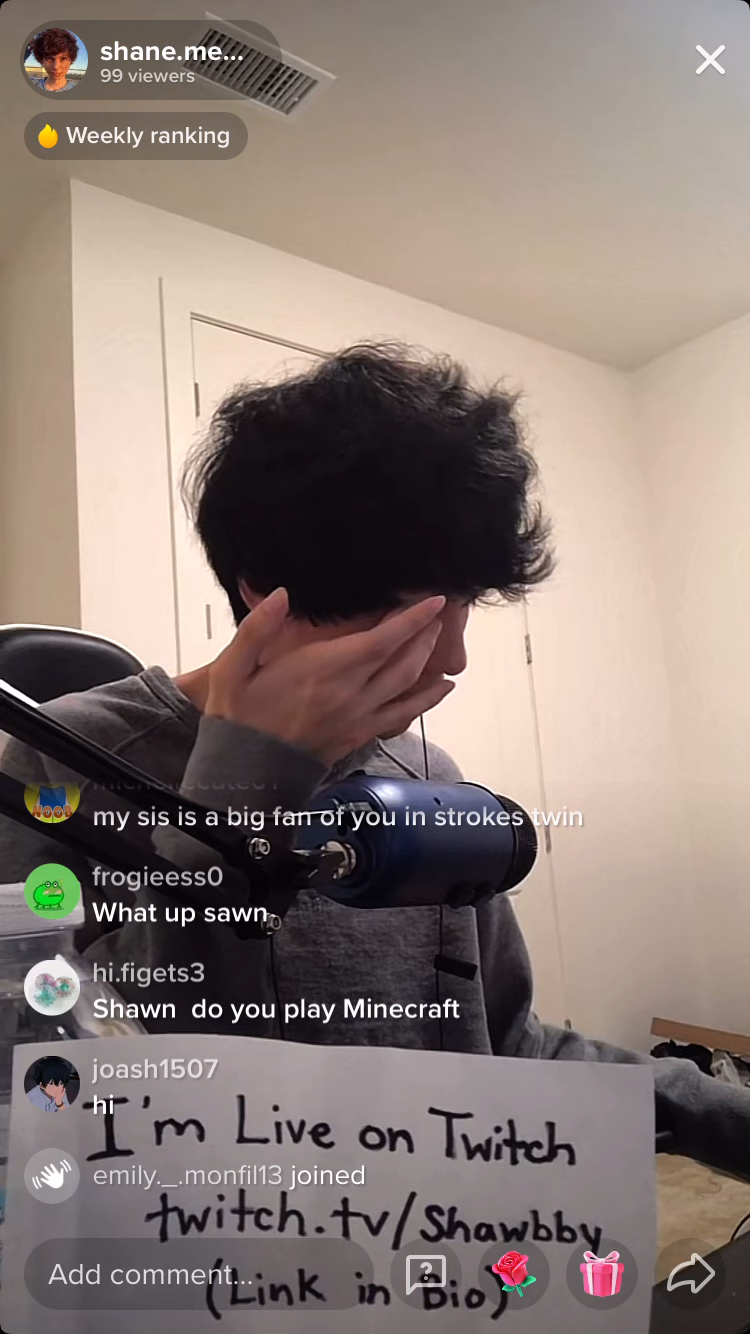 shane.me...
99 viewers
Weekly ranking
NOOB
my sis is a big fan of you in strokes twin
frogieess0
What up sawn
hi.figets3
Shawn do you play Minecraft
joash1507
hi
I'm Live on Twitch
emily._.monfil13 joined
twitch.tv/Shawbby
Add comment...
(Link in Bio)